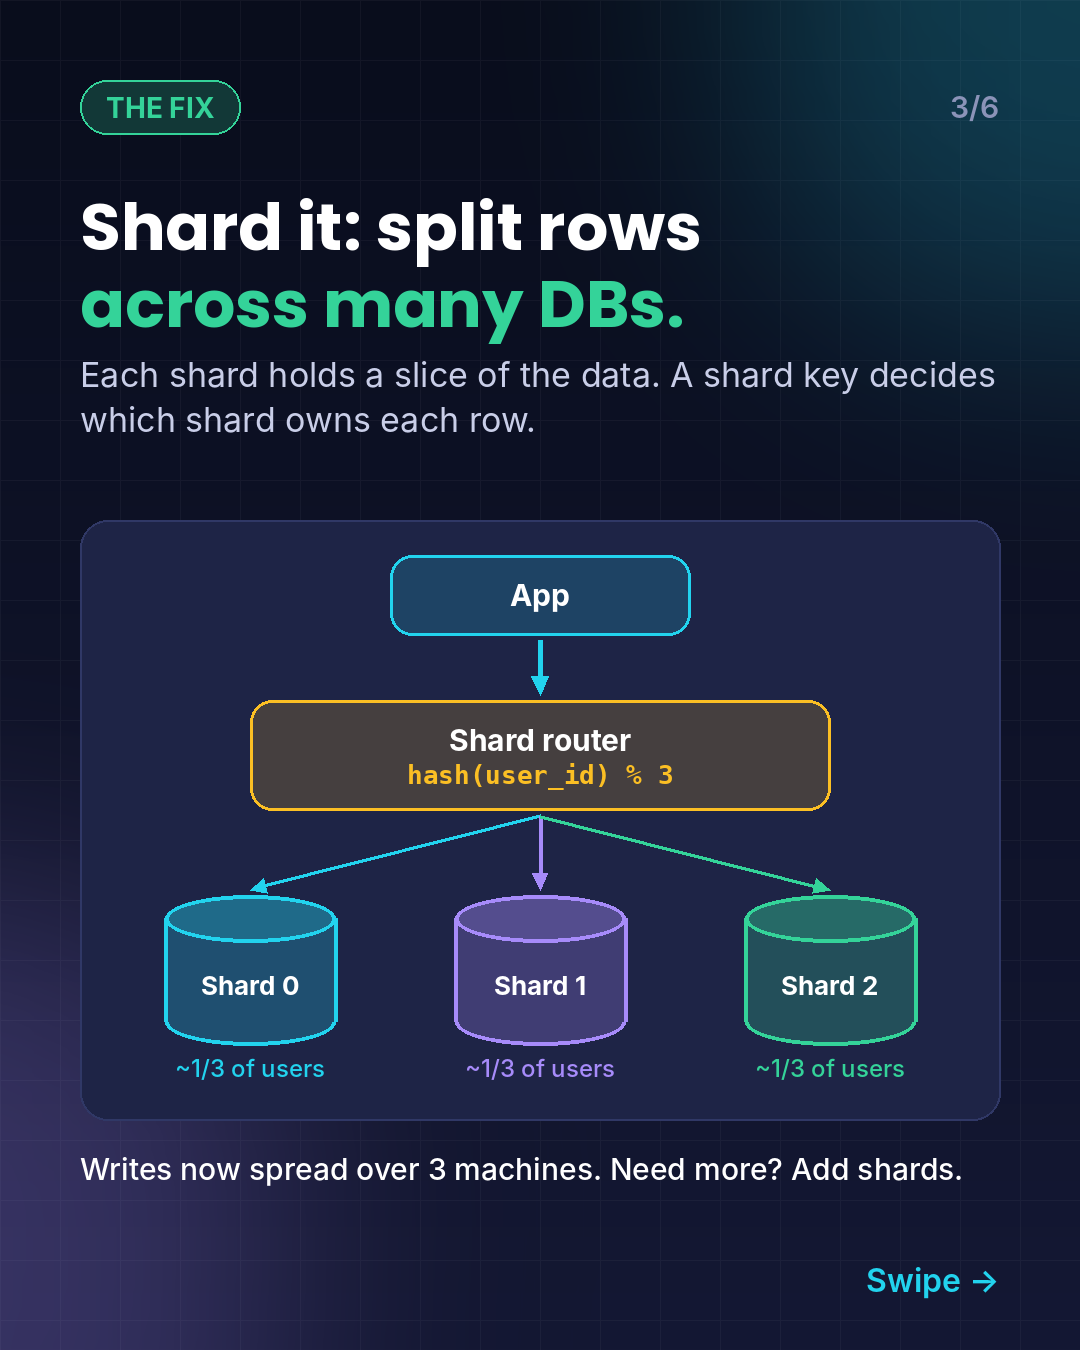 THE FIX
3/6
Shard it: split rows
across many DBs.
Each shard holds a slice of the data. A shard key decides
which shard owns each row.
App
Shard router
hash(user_id) % 3
Shard 0
Shard 1
Shard 2
~1/3 of users
~1/3 of users
~1/3 of users
Writes now spread over 3 machines. Need more? Add shards.
Swipe →